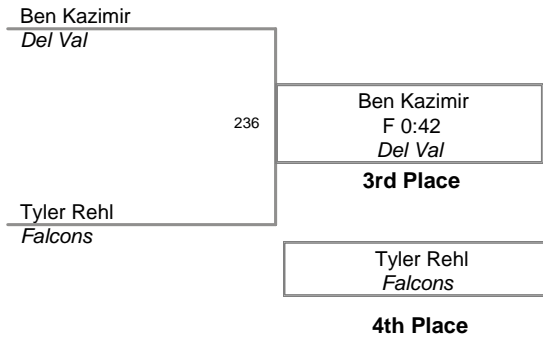 Ben Kazimir
Del Val
236
Ben Kazimir
F 0:42
Del Val
3rd Place
Tyler Rehl
Falcons
Tyler Rehl
Falcons
4th Place